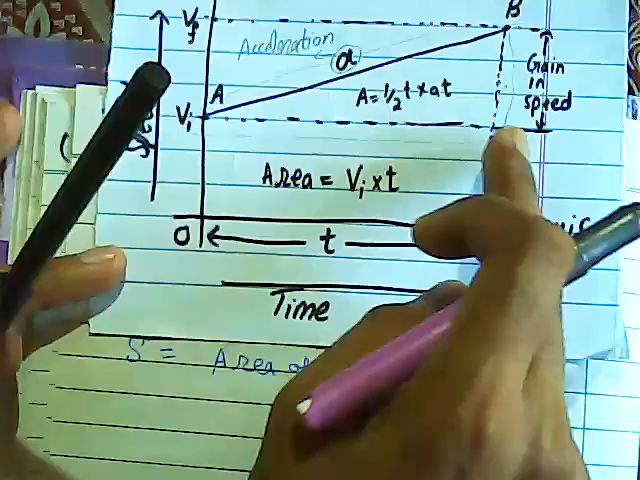 Vf
B
Acceleration
a
Gain
in
speed
A
A = 1/2 t x at
Vi
Area = Vi x t
O
t
Time
S = Area of